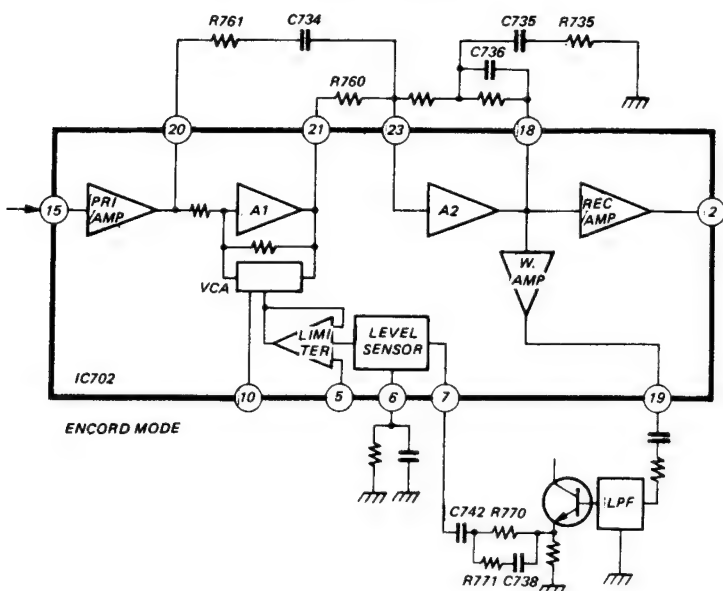 R761
C734
C735
R735
C736
R760
20
21
23
18
15
PRI
AMP
A1
A2
REC
AMP
2
W.
AMP
VCA
LIMI
TER
LEVEL
SENSOR
IC702
10
5
6
7
19
ENCORD MODE
C742
R770
LPF
R771
C738